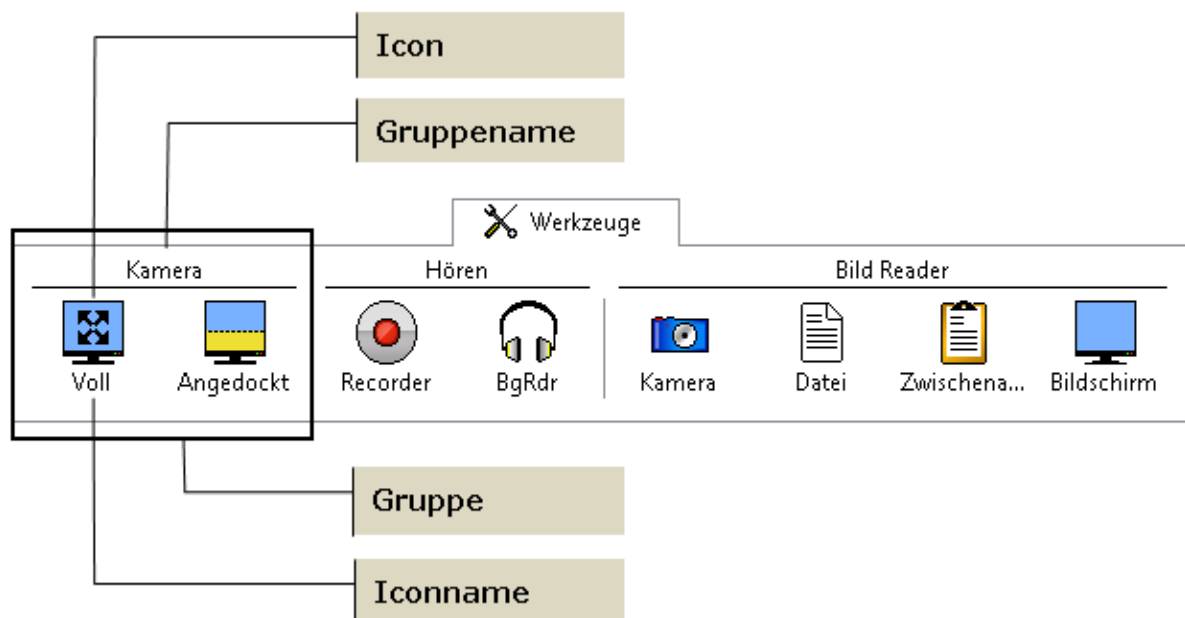 Icon
Gruppename
Werkzeuge
Kamera Hören Bild Reader
Voll Angedockt Recorder BgRdr Kamera Datei Zwischena... Bildschirm
Gruppe
Iconname